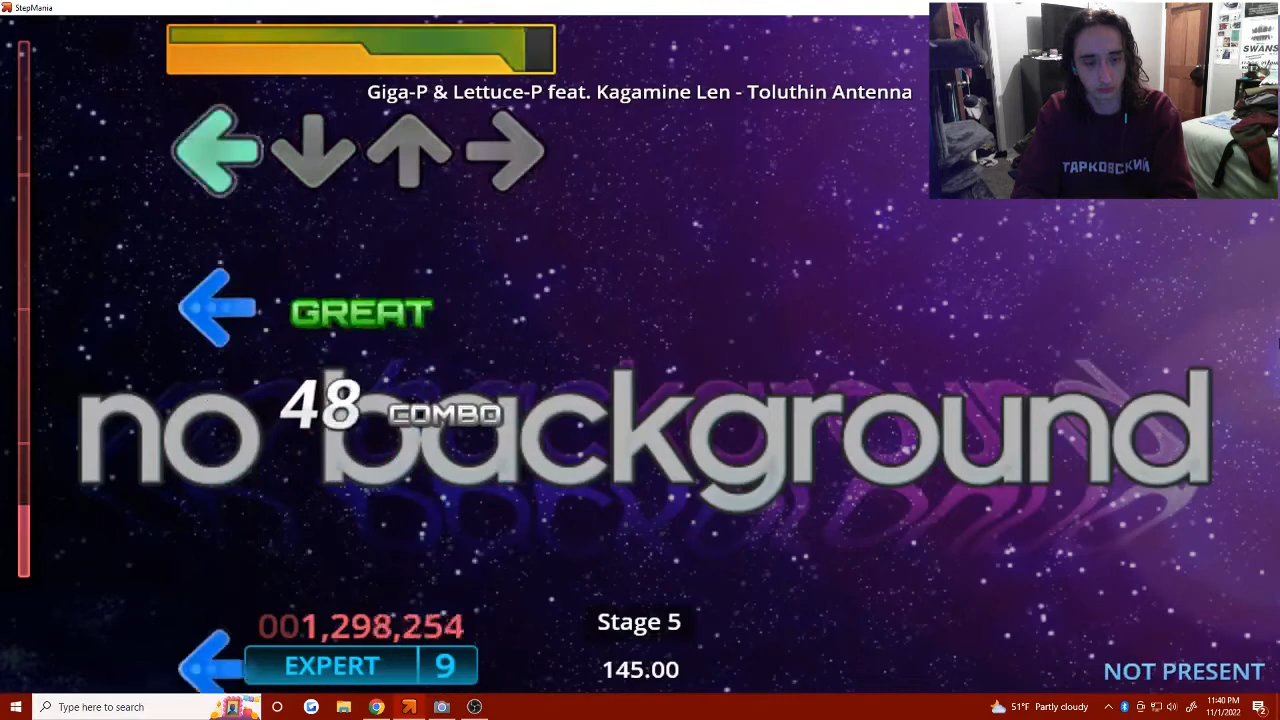 StepMania
Giga-P & Lettuce-P feat. Kagamine Len - Toluthin Antenna
SWANS
ТАРКОВСКИЙ
GREAT
48 COMBO
no background
001,298,254
Stage 5
EXPERT 9
145.00
NOT PRESENT
Type here to search
51°F Partly cloudy
11:40 PM
11/1/2022
2